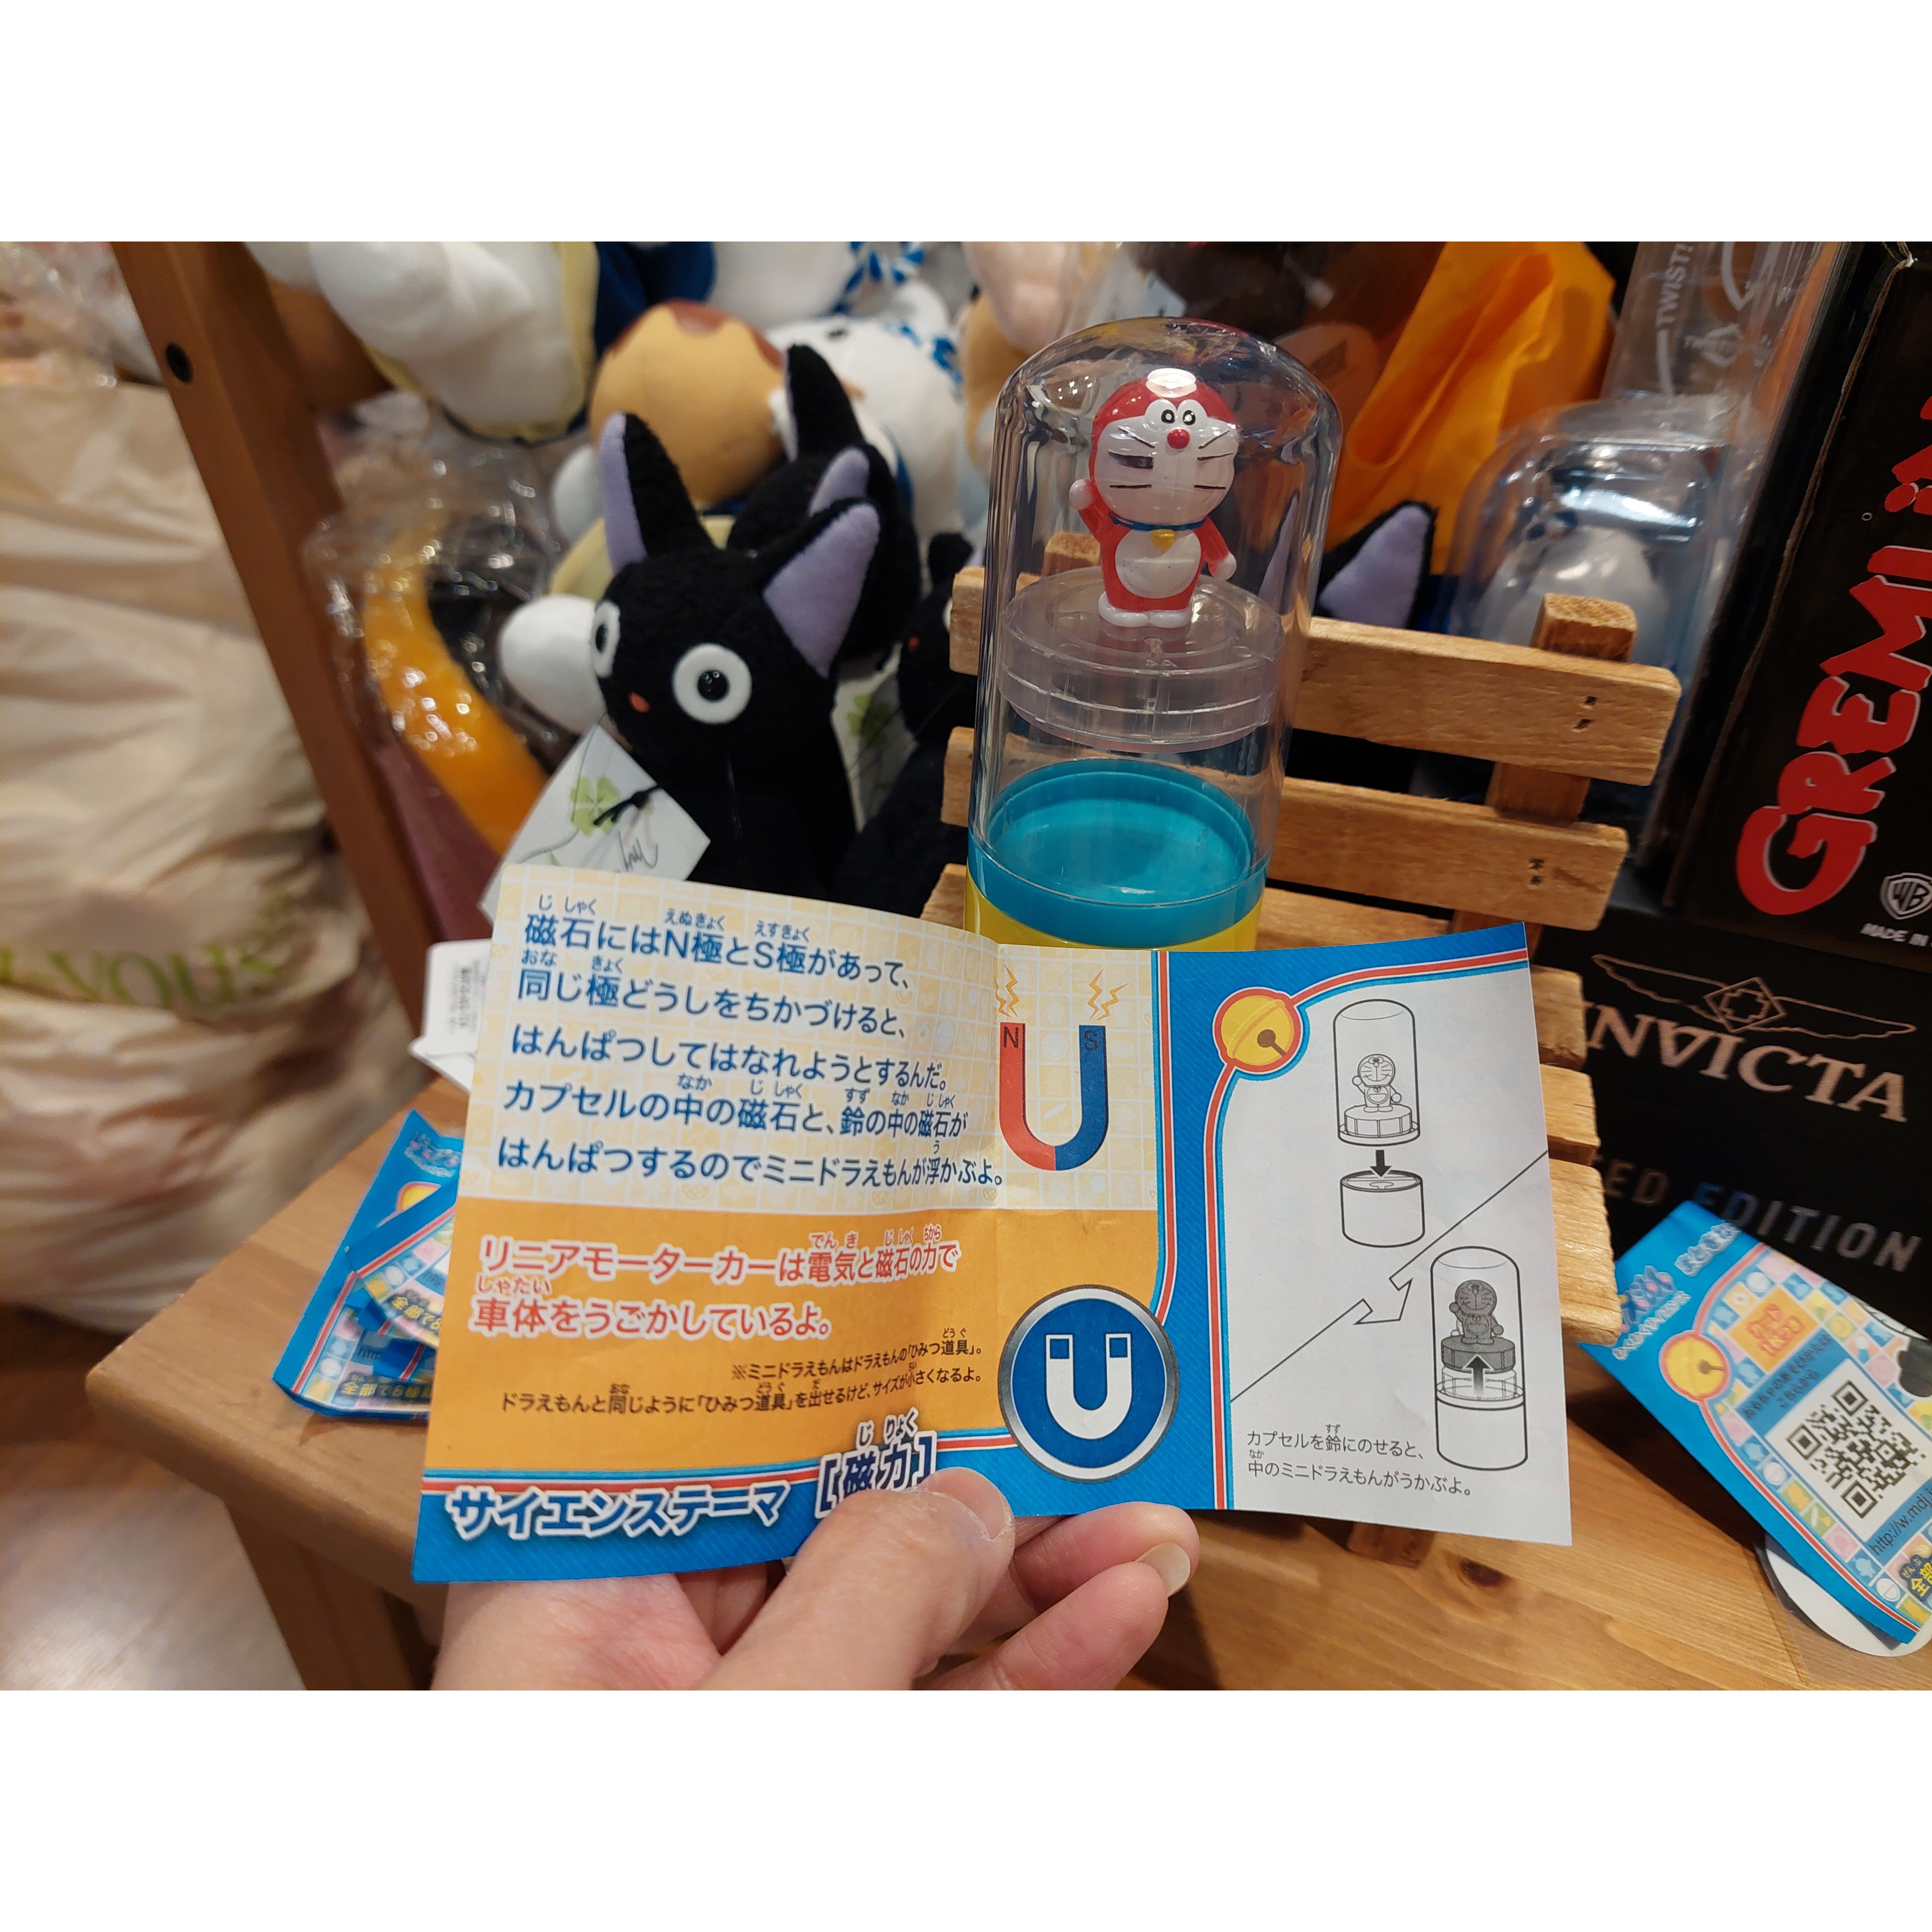 磁石にはN極とS極があって、
同じ極どうしをちかづけると、
はんぱつしてはなれようとするんだ。
カプセルの中の磁石と、鈴の中の磁石が
はんぱつするのでミニドラえもんが浮かぶよ。
N S
リニアモーターカーは電気と磁石の力で
車体をうごかしているよ。
※ミニドラえもんはドラえもんの「ひみつ道具」。
ドラえもんと同じように「ひみつ道具」を出せるけど、サイズが小さくなるよ。
サイエンステーマ [磁力]
カプセルを鈴にのせると、
中のミニドラえもんがうかぶよ。
TWIST
GREML
WB
MADE IN
INVICTA
EDITION
http://w.mdj.j